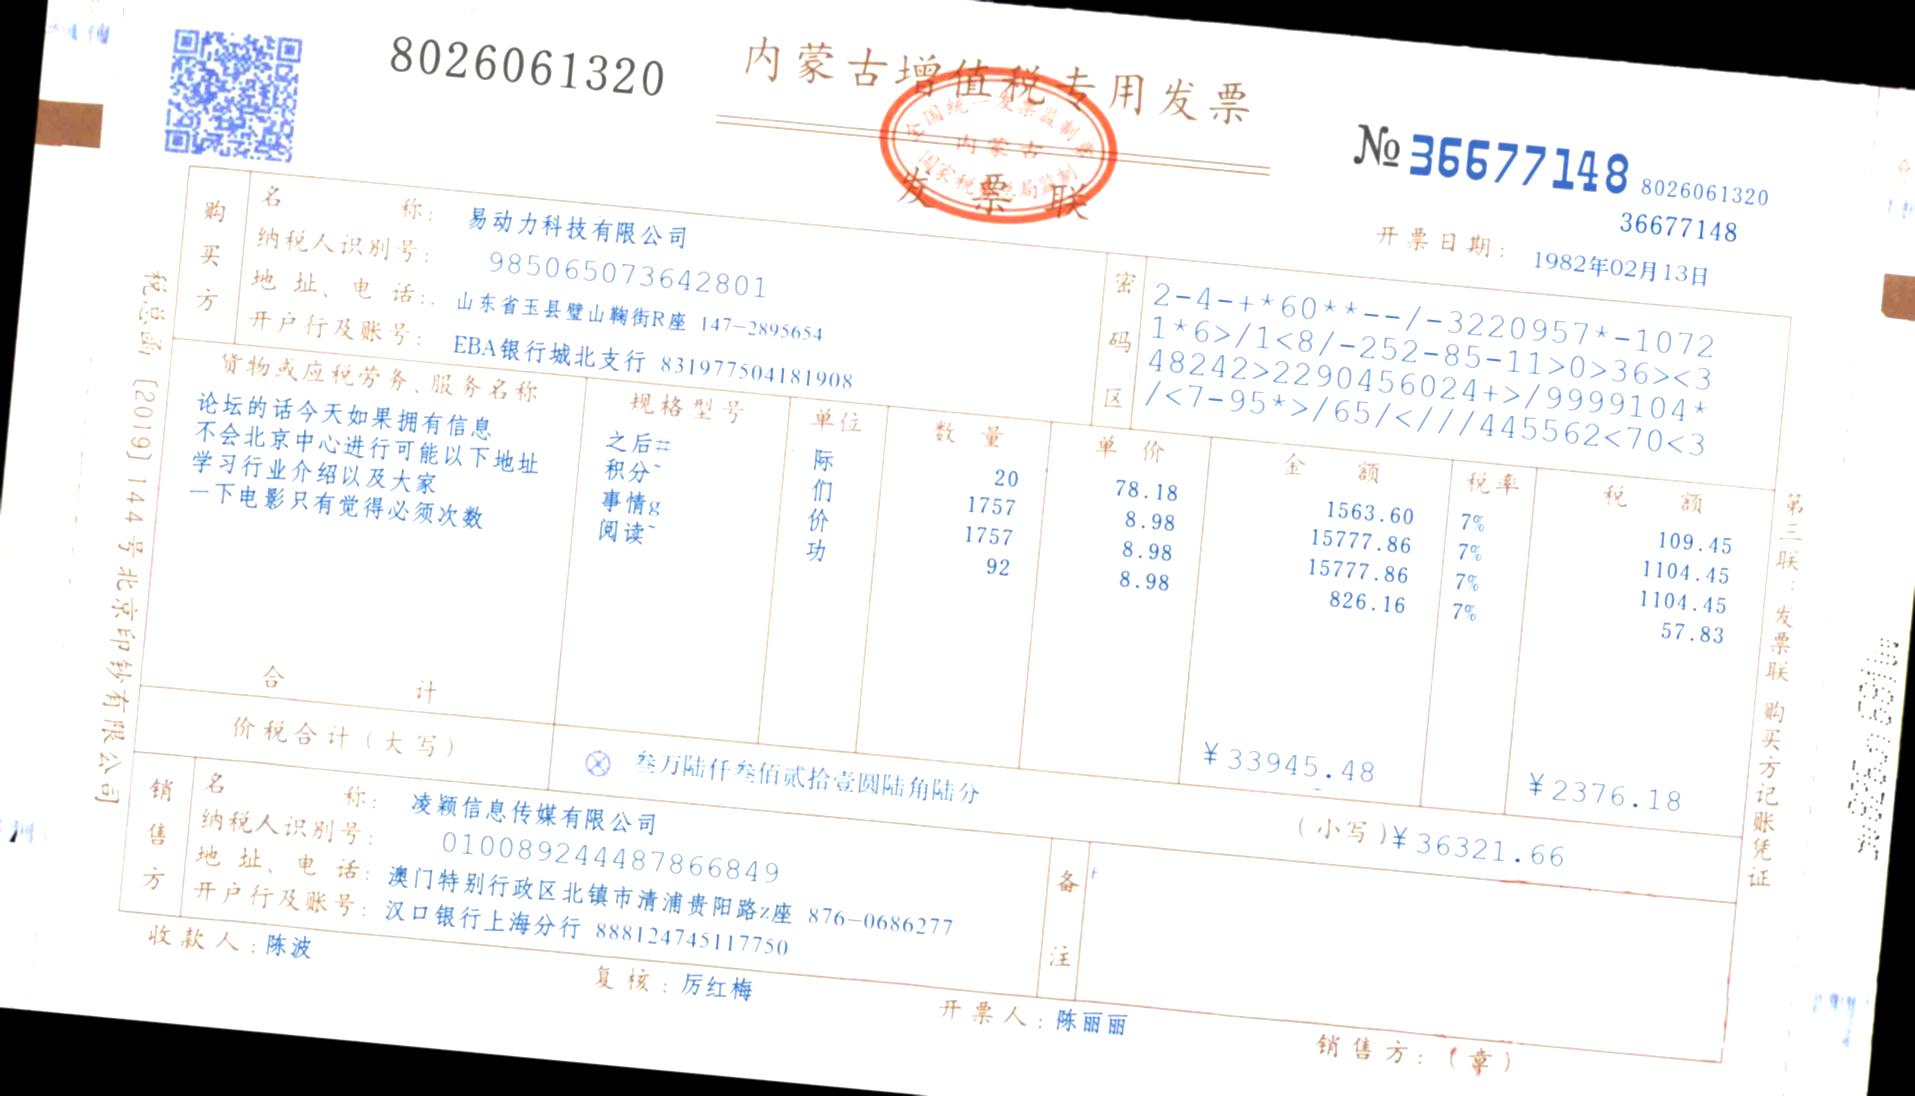 8026061320
内蒙古增值税专用发票
全国统一发票监制章
内蒙古
国家税务总局监制
发票联
№ 36677148
8026061320
36677148
开票日期: 1982年02月13日
购买方
名称: 易动力科技有限公司
纳税人识别号: 985065073642801
地址、电话: 山东省玉县璧山鞠街R座 147-2895654
开户行及账号: EBA银行城北支行 831977504181908
密码区
2-4-+*60**--/-3220957*-1072
1*6>/1<8/-252-85-11>0>36><3
48242>2290456024+>/9999104*
/<7-95*>/65/<///445562<70<3
货物或应税劳务、服务名称 规格型号 单位 数量 单价 金额 税率 税额
论坛的话今天如果拥有信息 之后# 际 20 78.18 1563.60 7% 109.45
不会北京中心进行可能以下地址 积分~ 们 1757 8.98 15777.86 7% 1104.45
学习行业介绍以及大家 事情g 价 1757 8.98 15777.86 7% 1104.45
一下电影只有觉得必须次数 阅读~ 功 92 8.98 826.16 7% 57.83
合计 ¥33945.48 ¥2376.18
价税合计(大写) 叁万陆仟叁佰贰拾壹圆陆角陆分 (小写)¥36321.66
销售方
名称: 凌颖信息传媒有限公司
纳税人识别号: 010089244487866849
地址、电话: 澳门特别行政区北镇市清浦贵阳路z座 876-0686277
开户行及账号: 汉口银行上海分行 888124745117750
备注
收款人: 陈波
复核: 厉红梅
开票人: 陈丽丽
销售方: (章)
税总函[2019]144号北京印钞有限公司
第三联: 发票联 购买方记账凭证